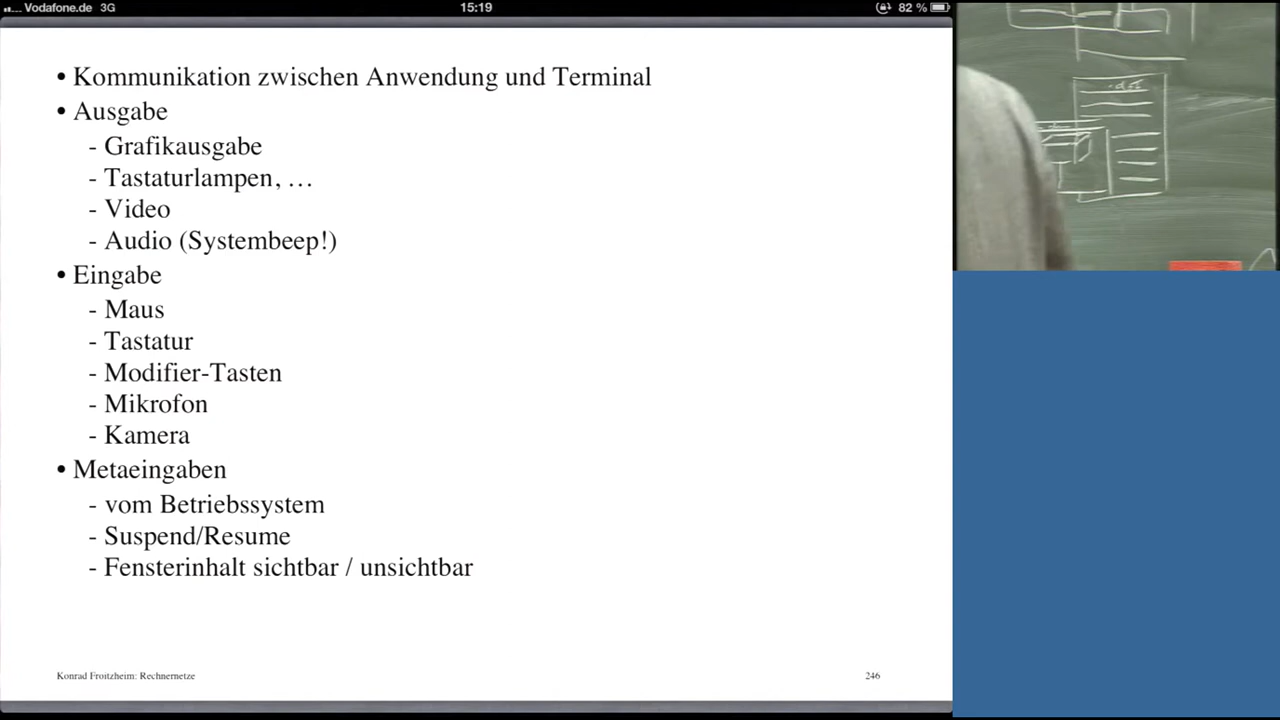 Vodafone.de 3G 15:19 82 %
• Kommunikation zwischen Anwendung und Terminal
• Ausgabe
- Grafikausgabe
- Tastaturlampen, …
- Video
- Audio (Systembeep!)
• Eingabe
- Maus
- Tastatur
- Modifier-Tasten
- Mikrofon
- Kamera
• Metaeingaben
- vom Betriebssystem
- Suspend/Resume
- Fensterinhalt sichtbar / unsichtbar
Konrad Froitzheim: Rechnernetze 246